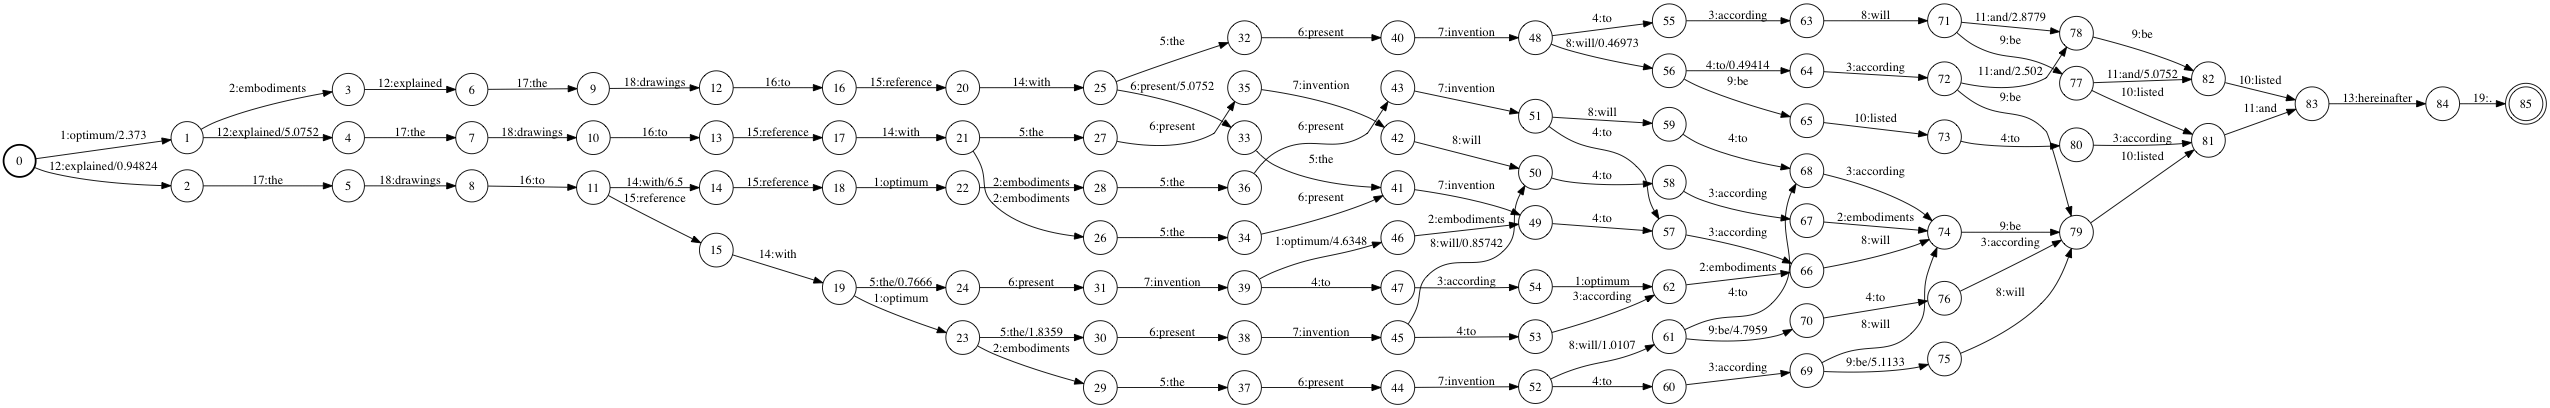 4:to 55 3:according 63 8:will 71 11:and/2.8779 78 9:be
5:the 32 6:present 40 7:invention 48 8:will/0.46973 9:be
56 4:to/0.49414 64 3:according 72 11:and/2.502 77 11:and/5.0752 82 10:listed
9:be 9:be 10:listed 11:and
2:embodiments 3 12:explained 6 17:the 9 18:drawings 12 16:to 16 15:reference 20 14:with 25 6:present/5.0752 35 7:invention 43 7:invention 51 8:will 59 65 10:listed 73 4:to 80 3:according 81 83 13:hereinafter 84 19:. 85
0 1:optimum/2.373 1 12:explained/5.0752 4 17:the 7 18:drawings 10 16:to 13 15:reference 17 14:with 21 5:the 27 6:present 33 6:present 42 8:will 4:to 4:to 10:listed
12:explained/0.94824 2 17:the 5 18:drawings 8 16:to 11 14:with/6.5 14 15:reference 18 1:optimum 22 2:embodiments 28 5:the 36 5:the 41 7:invention 50 4:to 58 3:according 68 3:according
15:reference 2:embodiments 6:present 67 2:embodiments
26 5:the 34 1:optimum/4.6348 46 2:embodiments 49 4:to 57 3:according 66 8:will 74 9:be 79
15 14:with 8:will/0.85742 3:according
19 5:the/0.7666 24 6:present 31 7:invention 39 4:to 47 3:according 54 1:optimum 62 2:embodiments 4:to 70 4:to 76 8:will
1:optimum 3:according 8:will
23 5:the/1.8359 30 6:present 38 7:invention 45 4:to 53 8:will/1.0107 61 9:be/4.7959
2:embodiments 29 5:the 37 6:present 44 7:invention 52 4:to 60 3:according 69 9:be/5.1133 75